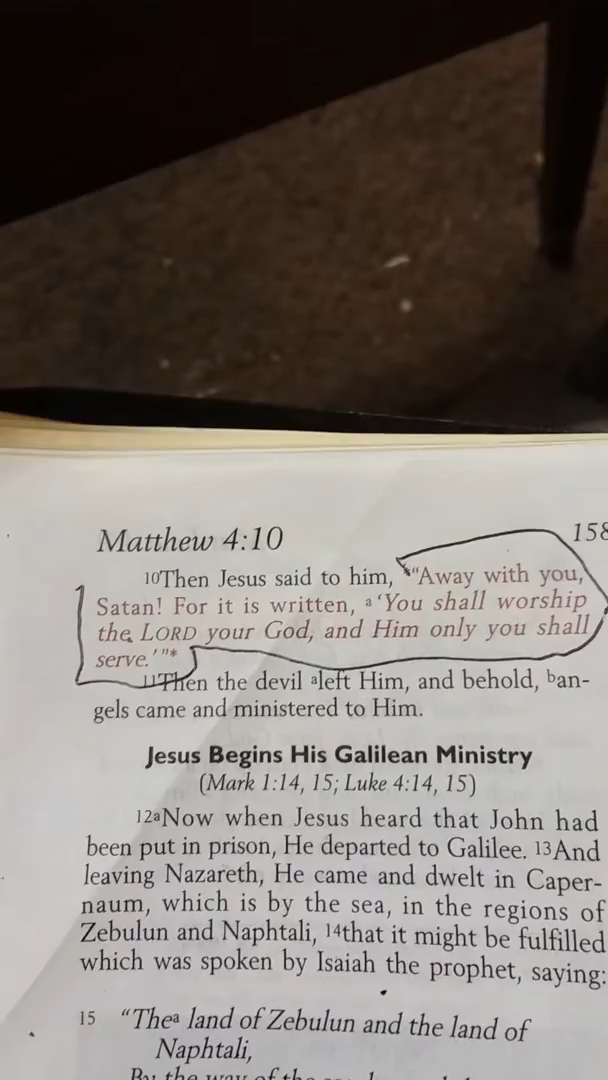 Matthew 4:10
158
10Then Jesus said to him, *"Away with you,
Satan! For it is written, a'You shall worship
the LORD your God, and Him only you shall
serve.'"*
11Then the devil aleft Him, and behold, ban-
gels came and ministered to Him.
Jesus Begins His Galilean Ministry
(Mark 1:14, 15; Luke 4:14, 15)
12aNow when Jesus heard that John had
been put in prison, He departed to Galilee. 13And
leaving Nazareth, He came and dwelt in Caper-
naum, which is by the sea, in the regions of
Zebulun and Naphtali, 14that it might be fulfilled
which was spoken by Isaiah the prophet, saying:
15 "Thea land of Zebulun and the land of
Naphtali,
By the way of the